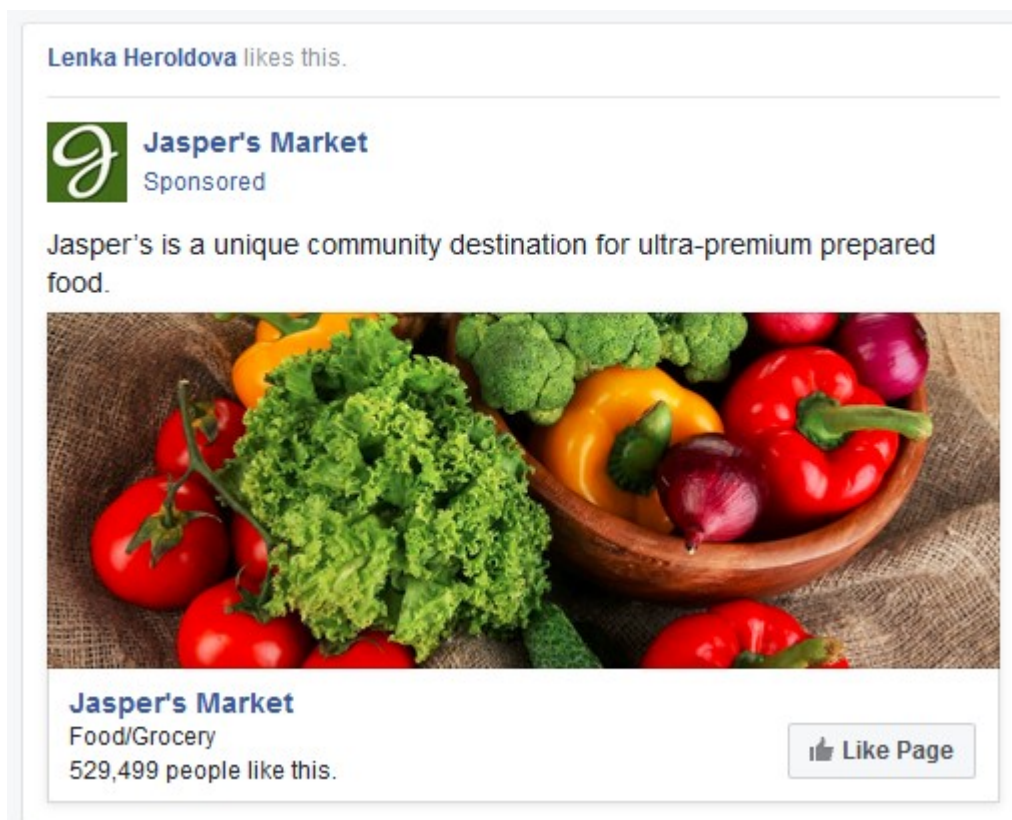 Lenka Heroldova likes this.
Jasper's Market
Sponsored
Jasper’s is a unique community destination for ultra-premium prepared
food.
Jasper's Market
Food/Grocery
529,499 people like this.
Like Page